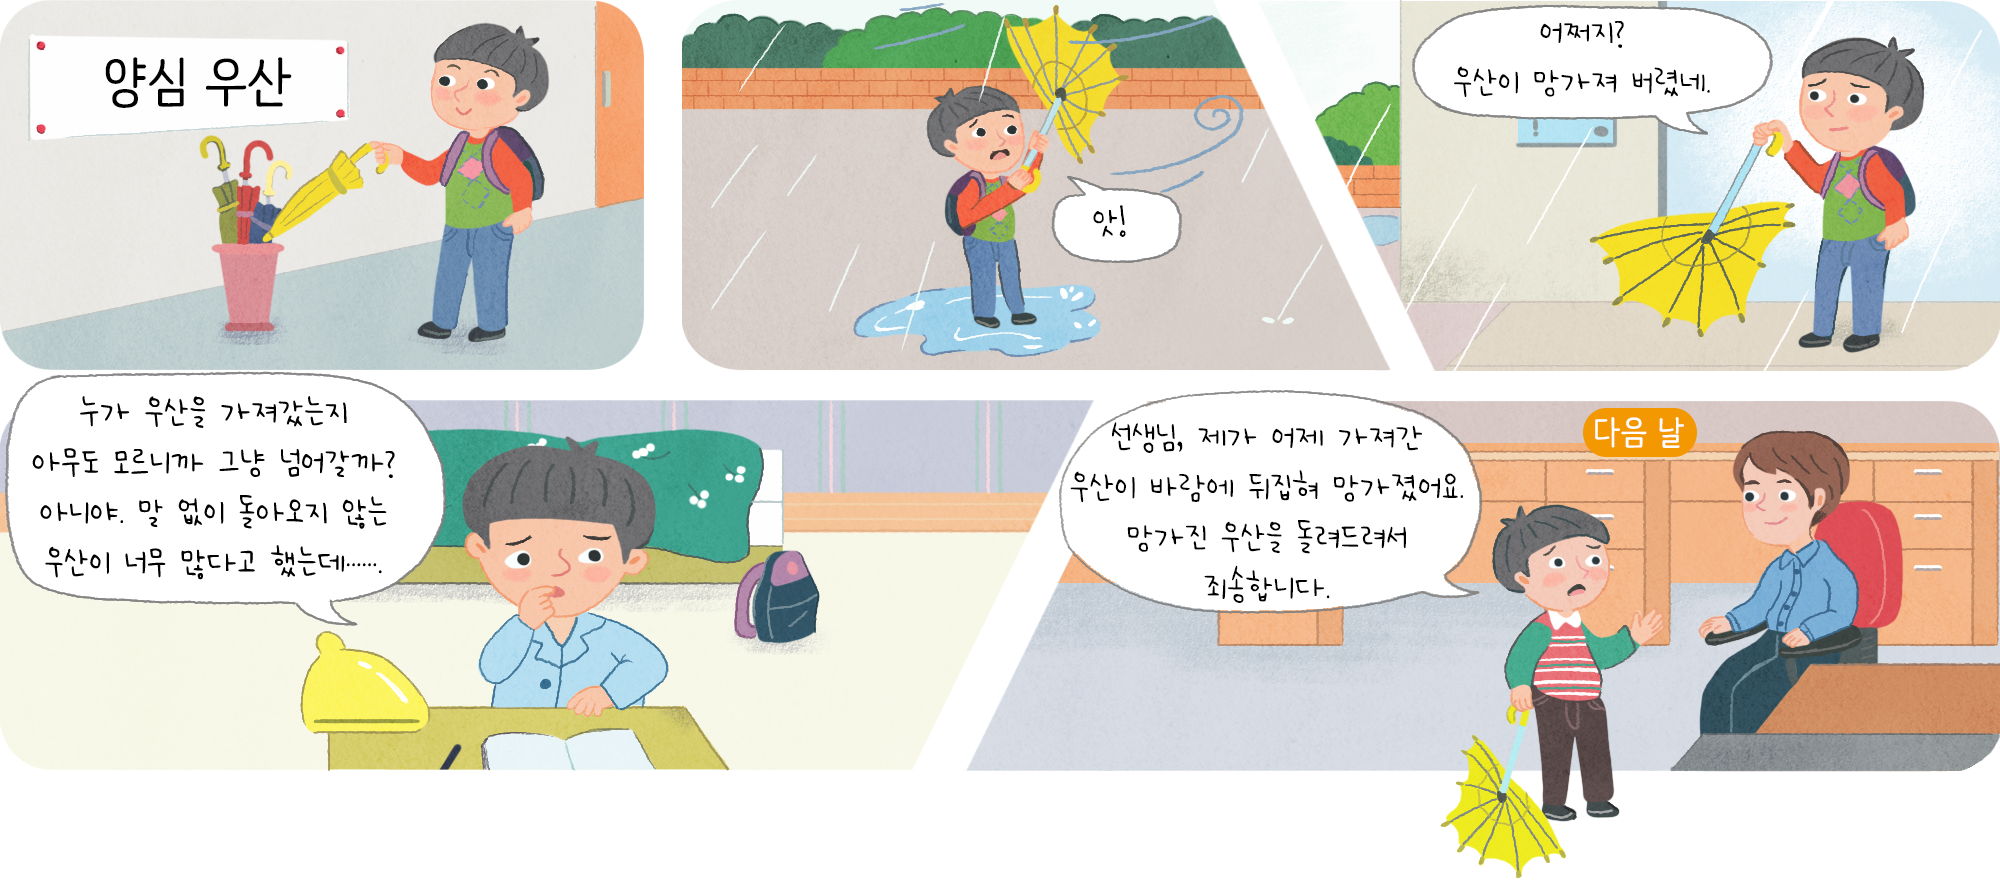 양심 우산
앗!
어쩌지?
우산이 망가져 버렸네.
누가 우산을 가져갔는지
아무도 모르니까 그냥 넘어갈까?
아니야. 말 없이 돌아오지 않는
우산이 너무 많다고 했는데…….
다음 날
선생님, 제가 어제 가져간
우산이 바람에 뒤집혀 망가졌어요.
망가진 우산을 돌려드려서
죄송합니다.